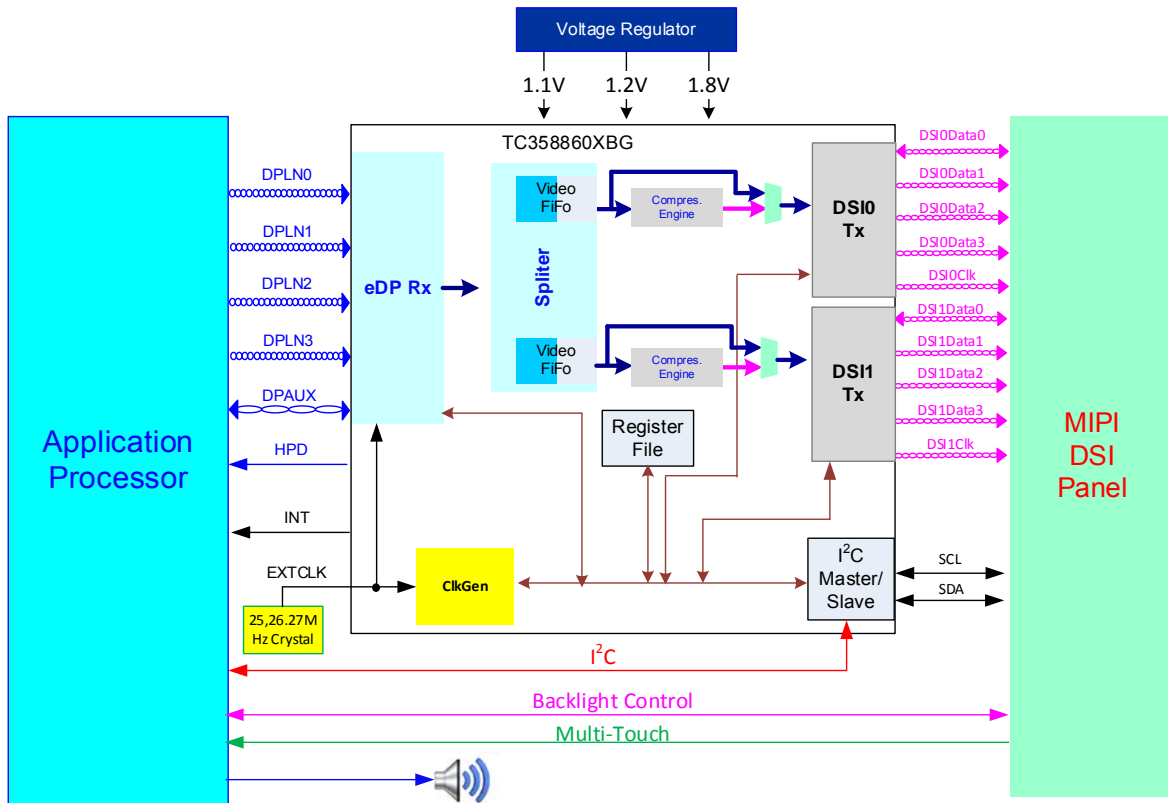 Voltage Regulator
1.1V
1.2V
1.8V
TC358860XBG
Application
Processor
DPLN0
DPLN1
DPLN2
DPLN3
DPAUX
HPD
INT
EXTCLK
25,26.27M
Hz Crystal
eDP Rx
Spliter
Video
FiFo
Compres.
Engine
Video
FiFo
Compres.
Engine
DSI0
Tx
DSI1
Tx
Register
File
ClkGen
I²C
Master/
Slave
DSI0Data0
DSI0Data1
DSI0Data2
DSI0Data3
DSI0Clk
DSI1Data0
DSI1Data1
DSI1Data2
DSI1Data3
DSI1Clk
SCL
SDA
MIPI
DSI
Panel
I²C
Backlight Control
Multi-Touch